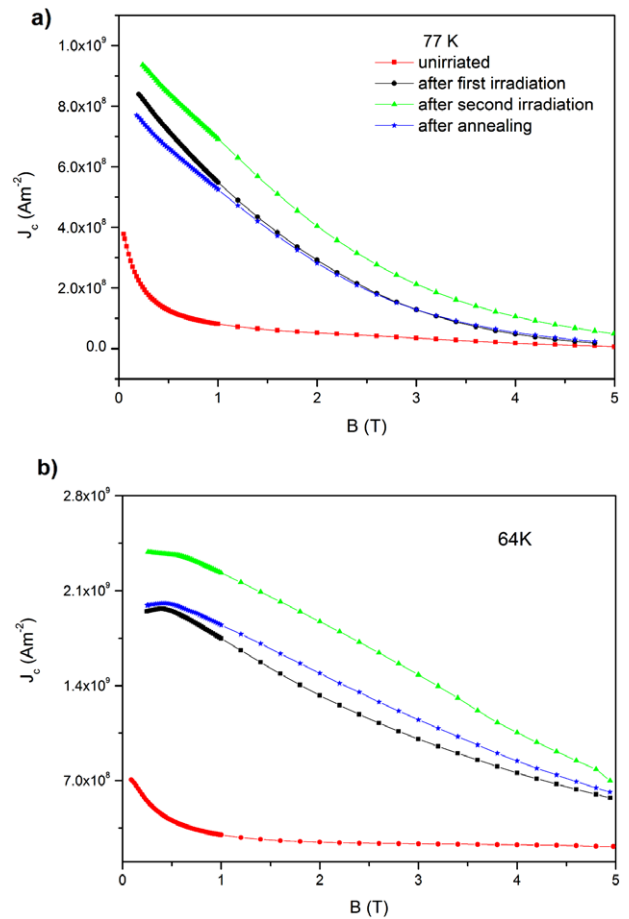 a)
77 K
unirriated
after first irradiation
after second irradiation
after annealing
1.0x10⁹
8.0x10⁸
6.0x10⁸
4.0x10⁸
2.0x10⁸
0.0
J_c (Am⁻²)
0 1 2 3 4 5
B (T)
b)
64K
2.8x10⁹
2.1x10⁹
1.4x10⁹
7.0x10⁸
J_c (Am⁻²)
0 1 2 3 4 5
B (T)